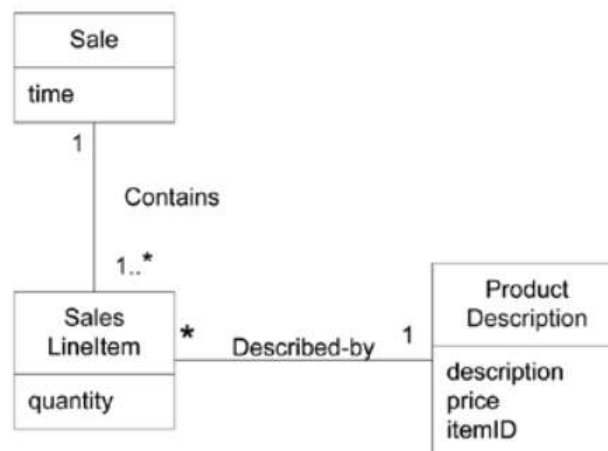 Sale
time
1
Contains
1..*
Sales
LineItem
quantity
*
Described-by
1
Product
Description
description
price
itemID